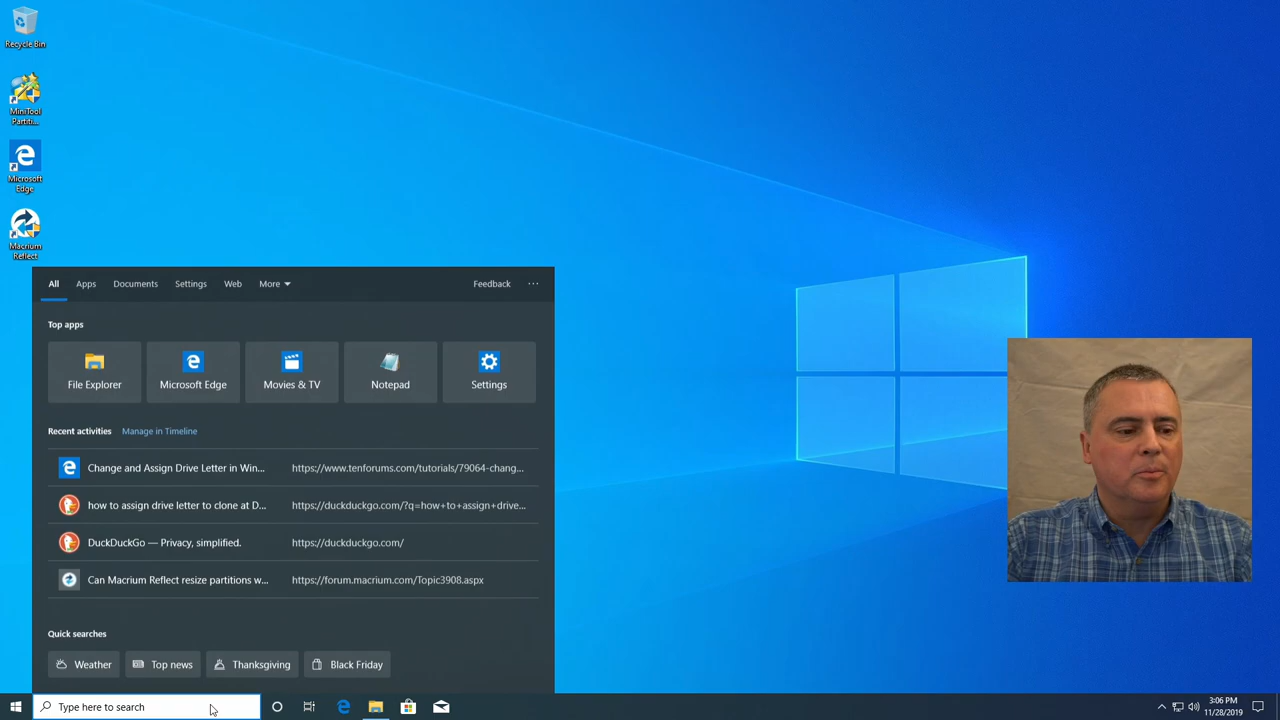 Recycle Bin
MiniTool
Partiti...
Microsoft
Edge
Macrium
Reflect
All Apps Documents Settings Web More Feedback ...
Top apps
File Explorer Microsoft Edge Movies & TV Notepad Settings
Recent activities Manage in Timeline
Change and Assign Drive Letter in Win... https://www.tenforums.com/tutorials/79064-chang...
how to assign drive letter to clone at D... https://duckduckgo.com/?q=how+to+assign+drive...
DuckDuckGo — Privacy, simplified. https://duckduckgo.com/
Can Macrium Reflect resize partitions w... https://forum.macrium.com/Topic3908.aspx
Quick searches
Weather Top news Thanksgiving Black Friday
Type here to search
3:06 PM
11/28/2019